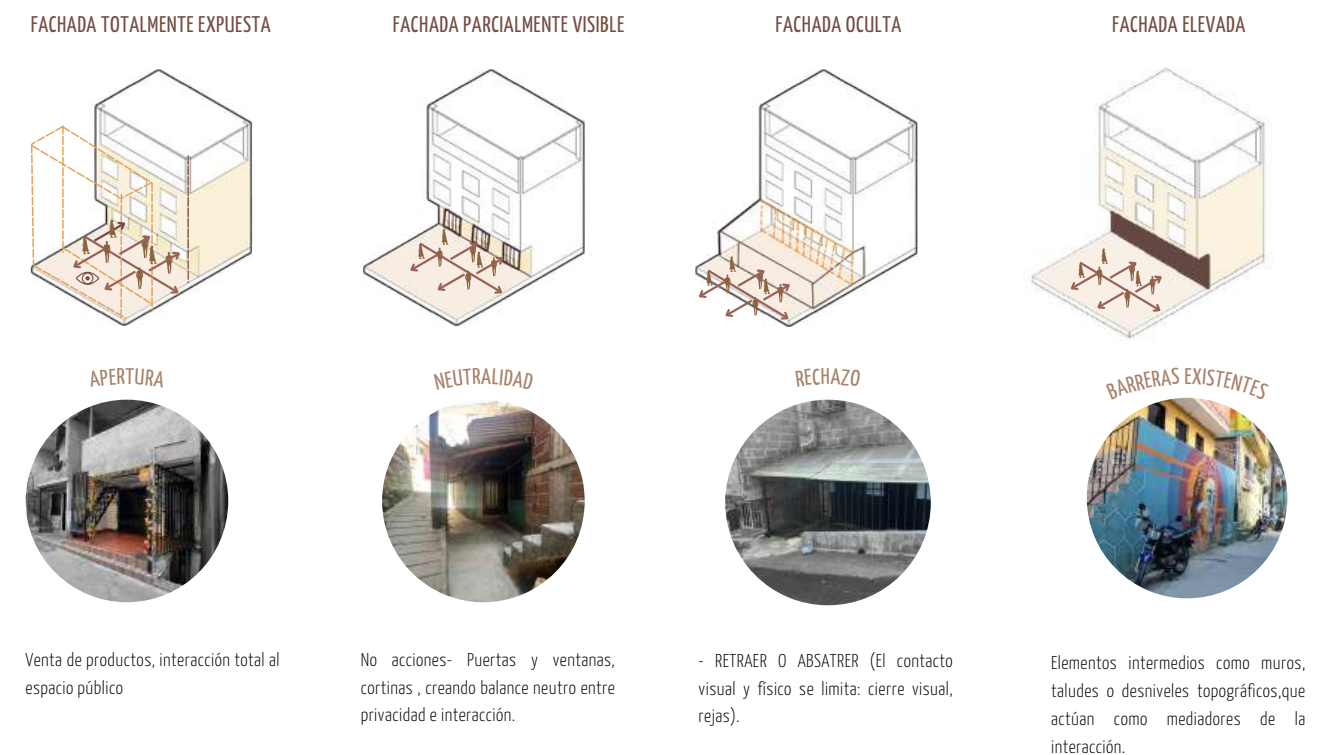 FACHADA TOTALMENTE EXPUESTA
FACHADA PARCIALMENTE VISIBLE
FACHADA OCULTA
FACHADA ELEVADA
APERTURA
NEUTRALIDAD
RECHAZO
BARRERAS EXISTENTES
Venta de productos, interacción total al
espacio público
No acciones- Puertas y ventanas,
cortinas , creando balance neutro entre
privacidad e interacción.
- RETRAER O ABSATRER (El contacto
visual y físico se limita: cierre visual,
rejas).
Elementos intermedios como muros,
taludes o desniveles topográficos,que
actúan como mediadores de la
interacción.